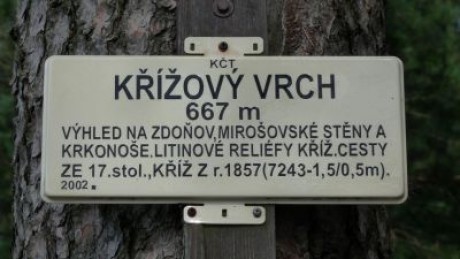 KČT
KŘÍŽOVÝ VRCH
667 m
VÝHLED NA ZDOŇOV,MIROŠOVSKÉ STĚNY A
KRKONOŠE.LITINOVÉ RELIÉFY KŘÍŽ.CESTY
ZE 17.stol.,KŘÍŽ Z r.1857(7243-1,5/0,5m).
2002.